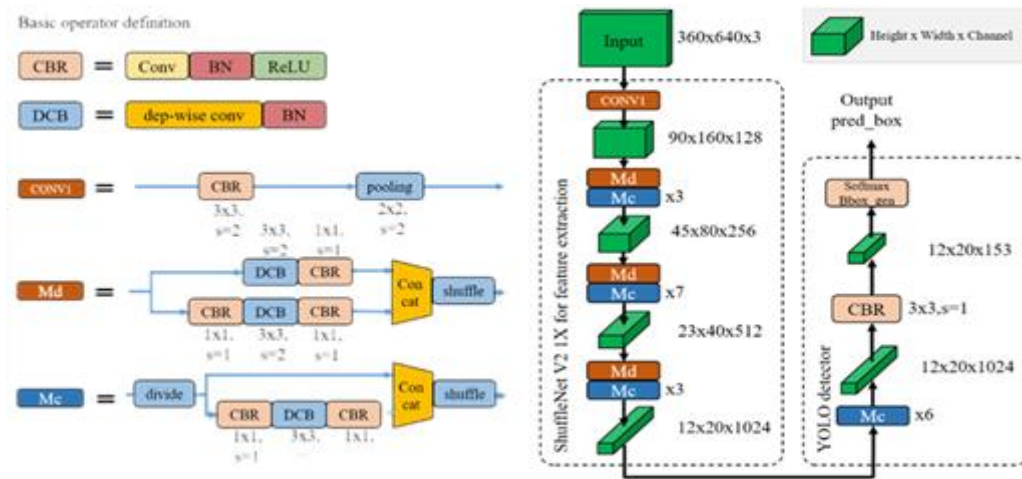 Basic operator definition
CBR = Conv BN ReLU
DCB = dep-wise conv BN
CONV1 = CBR pooling
3x3, s=2
2x2, s=2
Md =
3x3, s=2
1x1, s=1
DCB CBR
CBR DCB CBR
1x1, s=1
3x3, s=2
1x1, s=1
Con cat
shuffle
Mc = divide
CBR DCB CBR
1x1, s=1
3x3,
1x1,
Con cat
shuffle
Input
360x640x3
ShuffleNet V2 1X for feature extraction
CONV1
90x160x128
Md
Mc x3
45x80x256
Md
Mc x7
23x40x512
Md
Mc x3
12x20x1024
Height x Width x Channel
Output
pred_box
YOLO detector
Softmax
Bbox_gen
12x20x153
CBR 3x3,s=1
12x20x1024
Mc x6